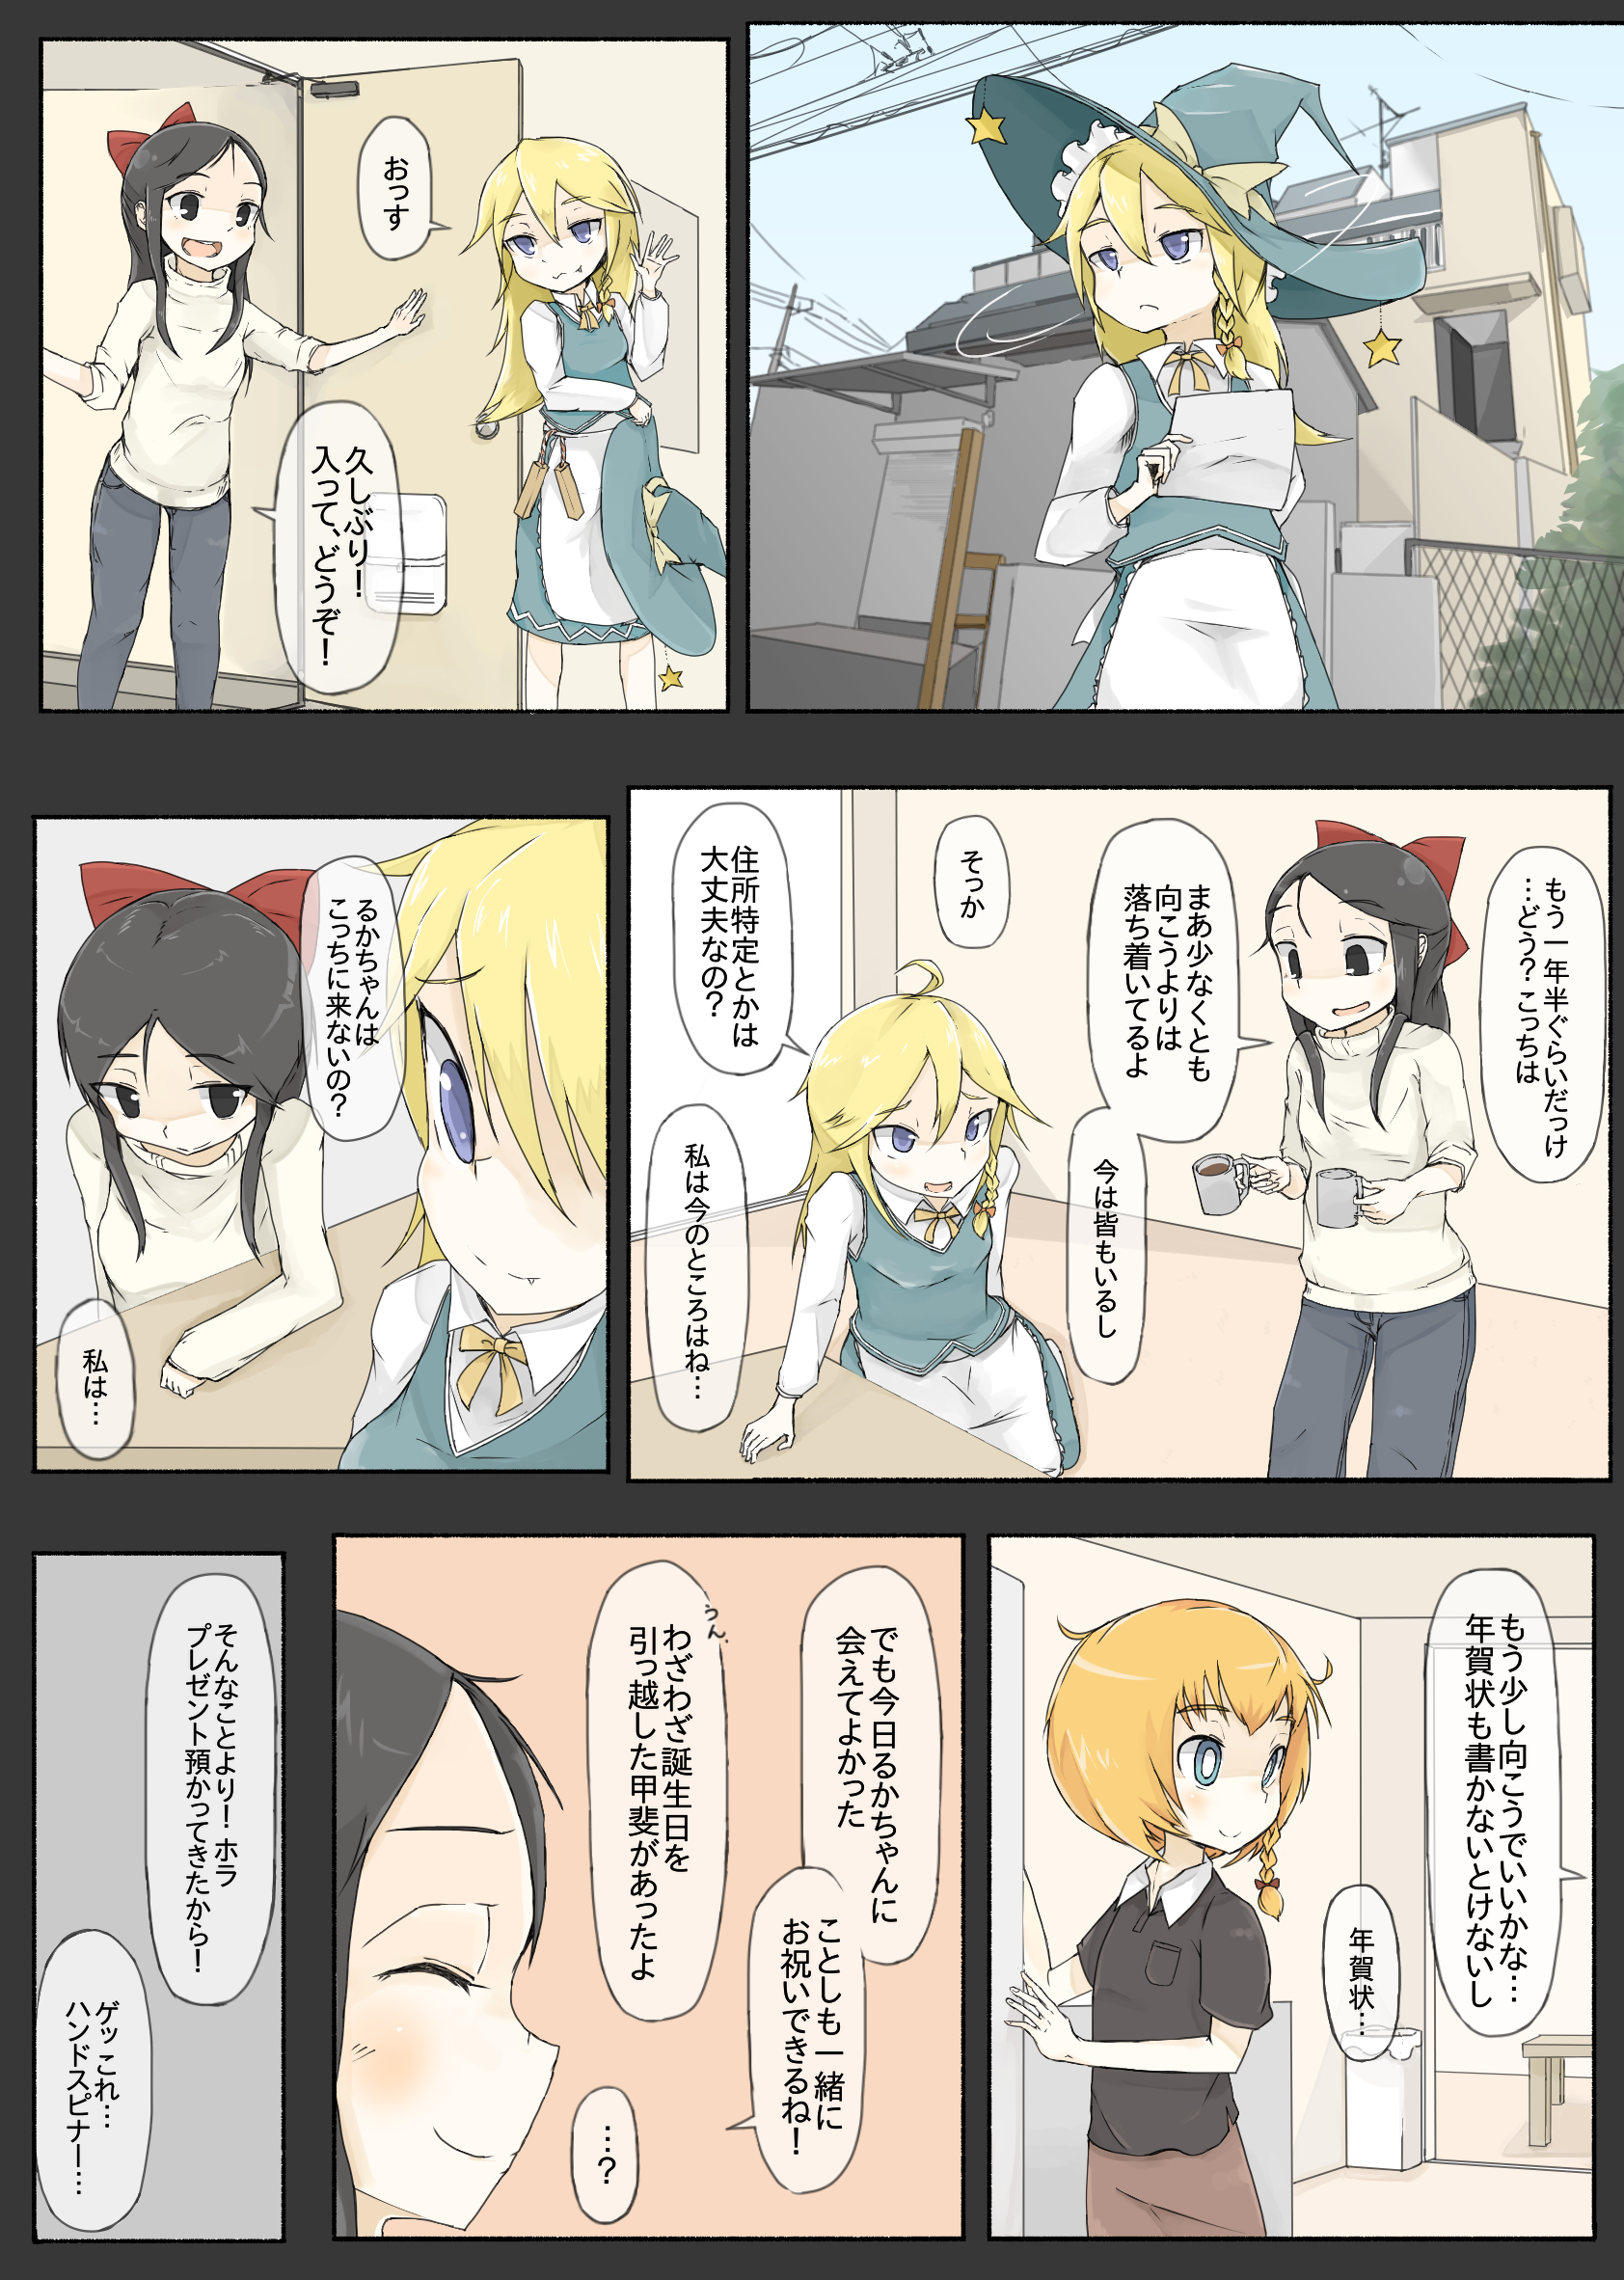 おっす
久しぶり！
入って、どうぞ！
もう一年半ぐらいだっけ
…どう？こっちは
まあ少なくとも
向こうよりは
落ち着いてるよ
今は皆もいるし
そっか
住所特定とかは
大丈夫なの？
私は今のところはね…
るかちゃんは
こっちに来ないの？
私は…
もう少し向こうでいいかな…
年賀状も書かないとけないし
年賀状…
でも今日るかちゃんに
会えてよかった
ことしも一緒に
お祝いできるね！
うん、
わざわざ誕生日を
引っ越した甲斐があったよ
…？
そんなことより！ホラ
プレゼント預かってきたから！
ゲッこれ…
ハンドスピナー…